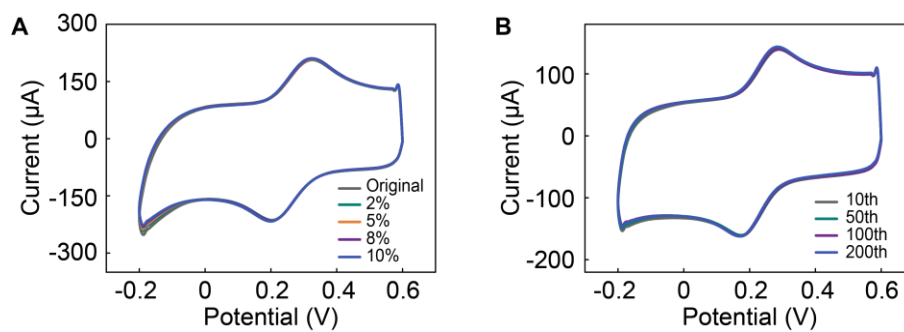 A
Current (μA)
300
150
0
-150
-300
Original
2%
5%
8%
10%
-0.2
0
0.2
0.4
0.6
Potential (V)
B
Current (μA)
100
0
-100
-200
10th
50th
100th
200th
-0.2
0
0.2
0.4
0.6
Potential (V)